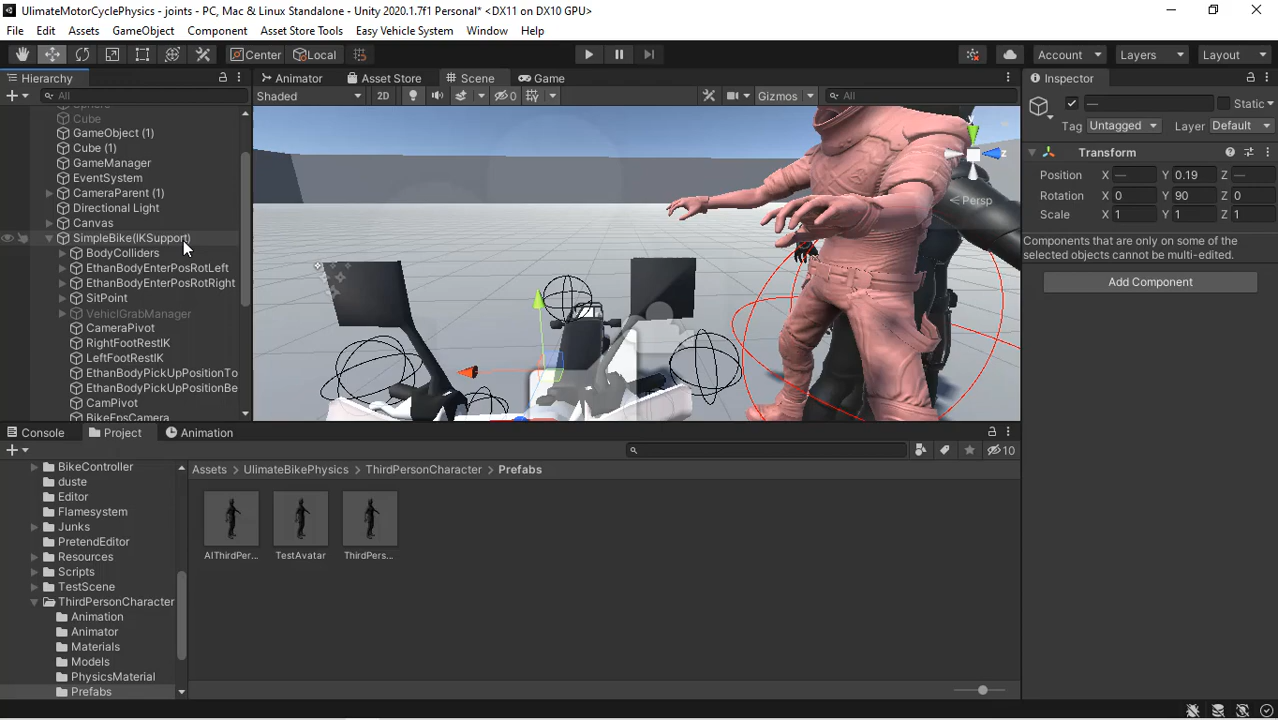 UlimateMotorCyclePhysics - joints - PC, Mac & Linux Standalone - Unity 2020.1.7f1 Personal* <DX11 on DX10 GPU>
File Edit Assets GameObject Component Asset Store Tools Easy Vehicle System Window Help
Center Local Account Layers Layout
Hierarchy Animator Asset Store Scene Game Inspector
All Shaded 2D 0 Gizmos All
— Static
Tag Untagged Layer Default
Transform
Position X — Y 0.19 Z —
Rotation X 0 Y 90 Z 0
Scale X 1 Y 1 Z 1
Components that are only on some of the
selected objects cannot be multi-edited.
Add Component
Sphere
Cube
GameObject (1)
Cube (1)
GameManager
EventSystem
CameraParent (1)
Directional Light
Canvas
SimpleBike(IKSupport)
BodyColliders
EthanBodyEnterPosRotLeft
EthanBodyEnterPosRotRight
SitPoint
VehiclGrabManager
CameraPivot
RightFootRestIK
LeftFootRestIK
EthanBodyPickUpPositionTo
EthanBodyPickUpPositionBe
CamPivot
BikeFpsCamera
z
Persp
Console Project Animation
10
BikeController
duste
Editor
Flamesystem
Junks
PretendEditor
Resources
Scripts
TestScene
ThirdPersonCharacter
Animation
Animator
Materials
Models
PhysicsMaterial
Prefabs
Assets UlimateBikePhysics ThirdPersonCharacter Prefabs
AIThirdPer... TestAvatar ThirdPers...